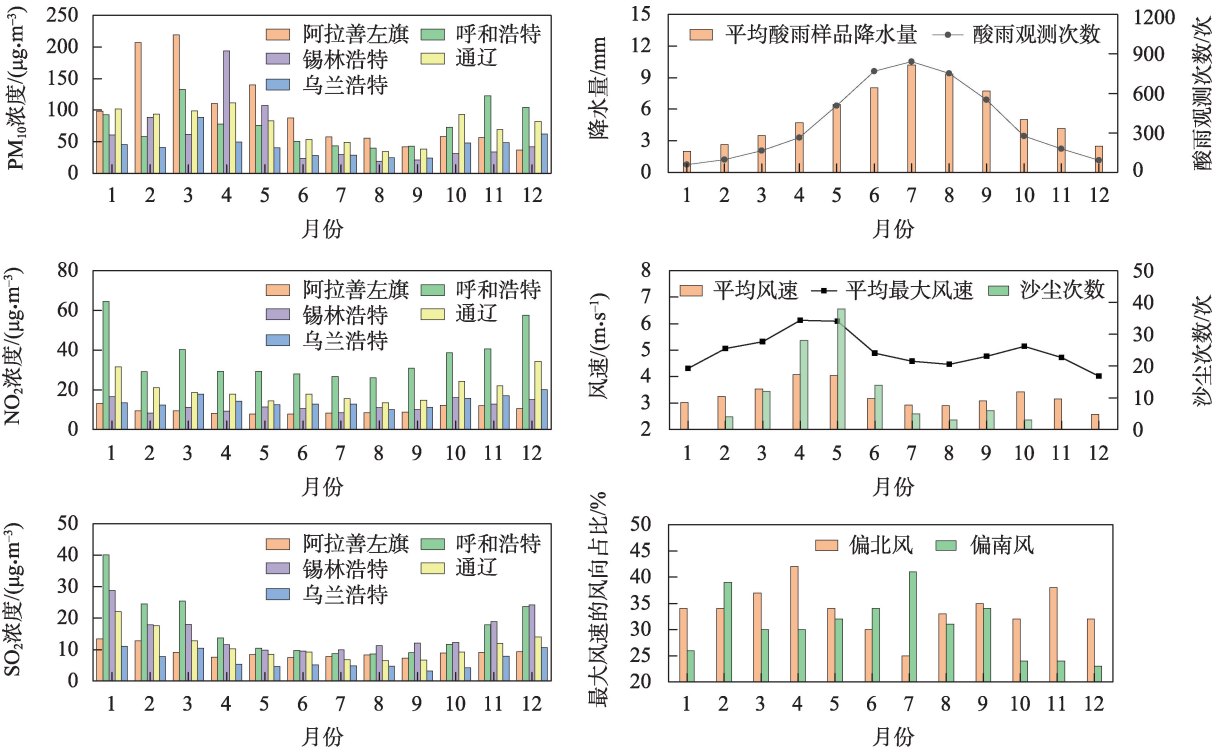 PM₁₀浓度/(μg·m⁻³)
250
200
150
100
50
0
阿拉善左旗
呼和浩特
锡林浩特
通辽
乌兰浩特
1 2 3 4 5 6 7 8 9 10 11 12
月份
降水量/mm
15
12
9
6
3
0
平均酸雨样品降水量
酸雨观测次数
1200
900
600
300
0
酸雨观测次数/次
1 2 3 4 5 6 7 8 9 10 11 12
月份
NO₂浓度/(μg·m⁻³)
80
60
40
20
0
阿拉善左旗
呼和浩特
锡林浩特
通辽
乌兰浩特
1 2 3 4 5 6 7 8 9 10 11 12
月份
风速/(m·s⁻¹)
8
7
6
5
4
3
2
平均风速
平均最大风速
沙尘次数
50
40
30
20
10
0
沙尘次数/次
1 2 3 4 5 6 7 8 9 10 11 12
月份
SO₂浓度/(μg·m⁻³)
50
40
30
20
10
0
阿拉善左旗
呼和浩特
锡林浩特
通辽
乌兰浩特
1 2 3 4 5 6 7 8 9 10 11 12
月份
最大风速的风向占比/%
50
45
40
35
30
25
20
偏北风
偏南风
1 2 3 4 5 6 7 8 9 10 11 12
月份